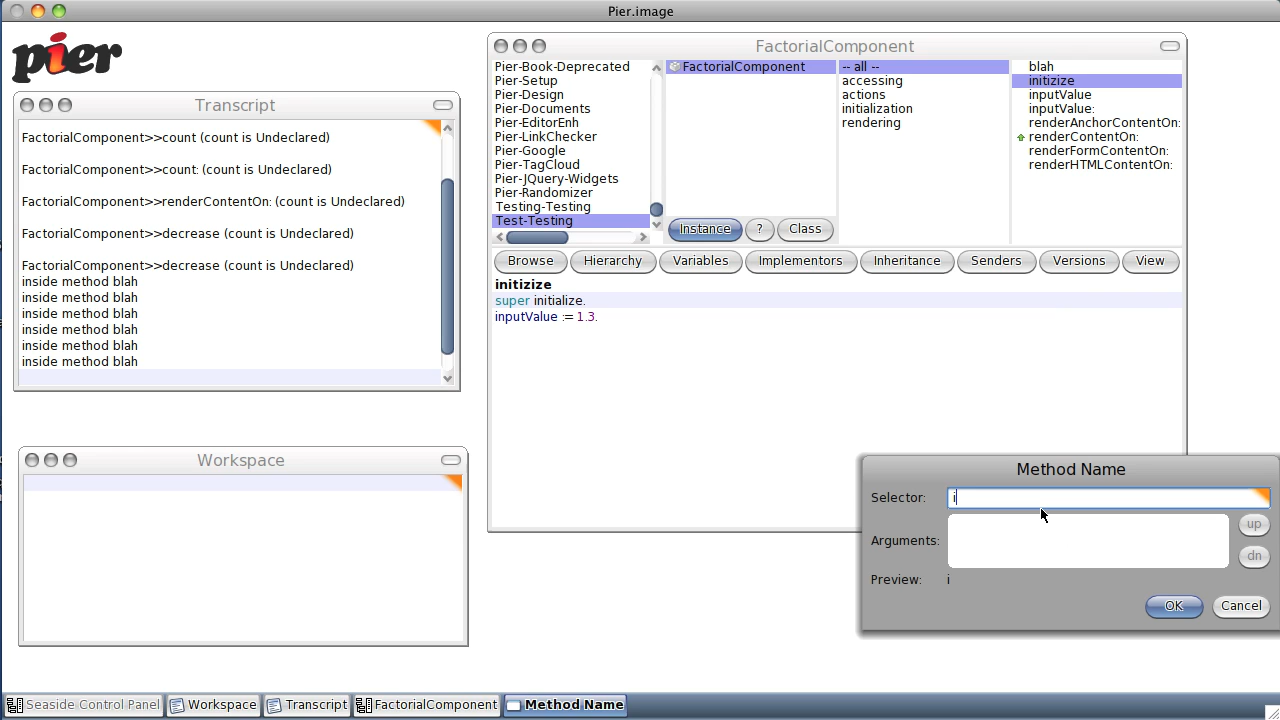 Pier.image
pier
Transcript
FactorialComponent>>count (count is Undeclared)
FactorialComponent>>count: (count is Undeclared)
FactorialComponent>>renderContentOn: (count is Undeclared)
FactorialComponent>>decrease (count is Undeclared)
FactorialComponent>>decrease (count is Undeclared)
inside method blah
inside method blah
inside method blah
inside method blah
inside method blah
inside method blah
Workspace
FactorialComponent
Pier-Book-Deprecated
Pier-Setup
Pier-Design
Pier-Documents
Pier-EditorEnh
Pier-LinkChecker
Pier-Google
Pier-TagCloud
Pier-JQuery-Widgets
Pier-Randomizer
Testing-Testing
Test-Testing
FactorialComponent
Instance ? Class
-- all --
accessing
actions
initialization
rendering
blah
initizize
inputValue
inputValue:
renderAnchorContentOn:
renderContentOn:
renderFormContentOn:
renderHTMLContentOn:
Browse Hierarchy Variables Implementors Inheritance Senders Versions View
initizize
super initialize.
inputValue := 1.3.
Method Name
Selector: i
Arguments:
up
dn
Preview: i
OK Cancel
Seaside Control Panel Workspace Transcript FactorialComponent Method Name